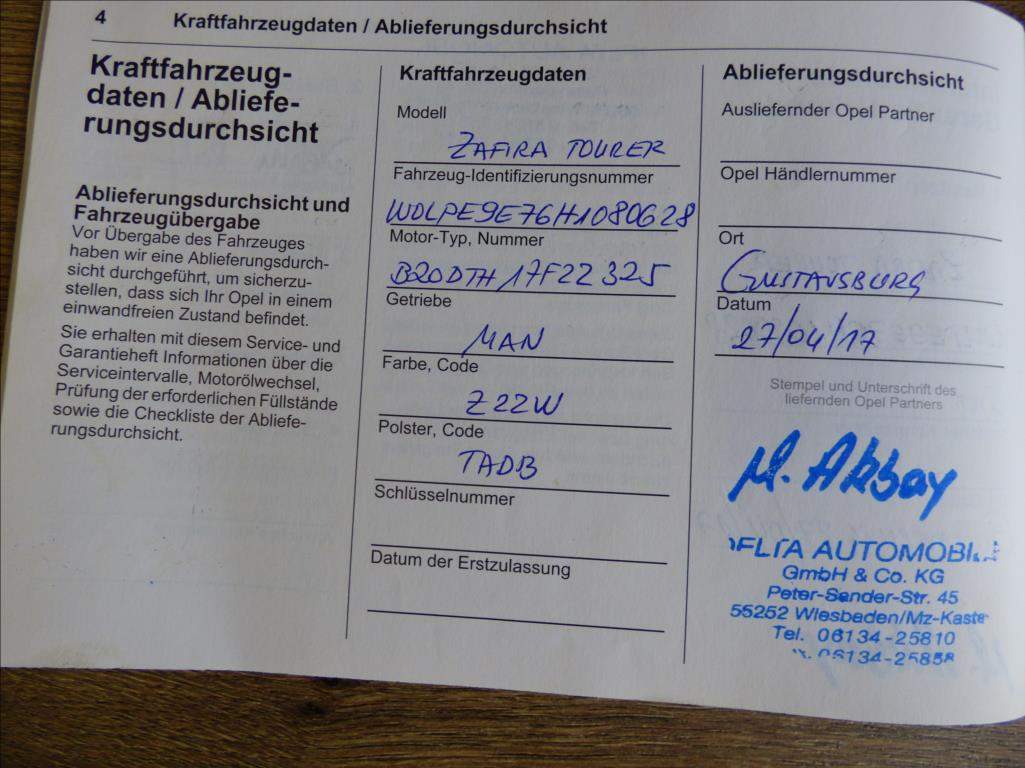 4
Kraftfahrzeugdaten / Ablieferungsdurchsicht
Kraftfahrzeug-
daten / Abliefe-
rungsdurchsicht
Ablieferungsdurchsicht und
Fahrzeugübergabe
Vor Übergabe des Fahrzeuges
haben wir eine Ablieferungsdurch-
sicht durchgeführt, um sicherzu-
stellen, dass sich Ihr Opel in einem
einwandfreien Zustand befindet.
Sie erhalten mit diesem Service- und
Garantieheft Informationen über die
Serviceintervalle, Motorölwechsel,
Prüfung der erforderlichen Füllstände
sowie die Checkliste der Abliefe-
rungsdurchsicht.
Kraftfahrzeugdaten
Modell
ZAFIRA TOURER
Fahrzeug-Identifizierungsnummer
W0LPE9E76H1080628
Motor-Typ, Nummer
B20DTH, 17F22325
Getriebe
MAN
Farbe, Code
Z22W
Polster, Code
TADB
Schlüsselnummer
Datum der Erstzulassung
Ablieferungsdurchsicht
Ausliefernder Opel Partner
Opel Händlernummer
Ort
GUSTAVSBURG
Datum
27/04/17
Stempel und Unterschrift des
liefernden Opel Partners
M. Akbay
AUTOMOBILE
GmbH & Co. KG
Peter-Sander-Str. 45
55252 Wiesbaden/Mz-Kastel
Tel. 06134-25810
06134-25858